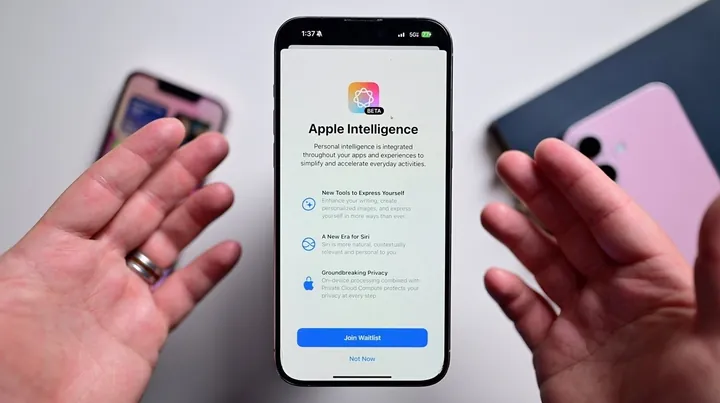 1:37
5G
BETA
Apple Intelligence
Personal intelligence is integrated
throughout your apps and experiences to
simplify and accelerate everyday activities.
New Tools to Express Yourself
Enhance your writing, create
personalized images, and express
yourself in more ways than ever.
A New Era for Siri
Siri is more natural, contextually
relevant and personal to you.
Groundbreaking Privacy
On-device processing combined with
Private Cloud Compute protects your
privacy at every step.
Join Waitlist
Not Now